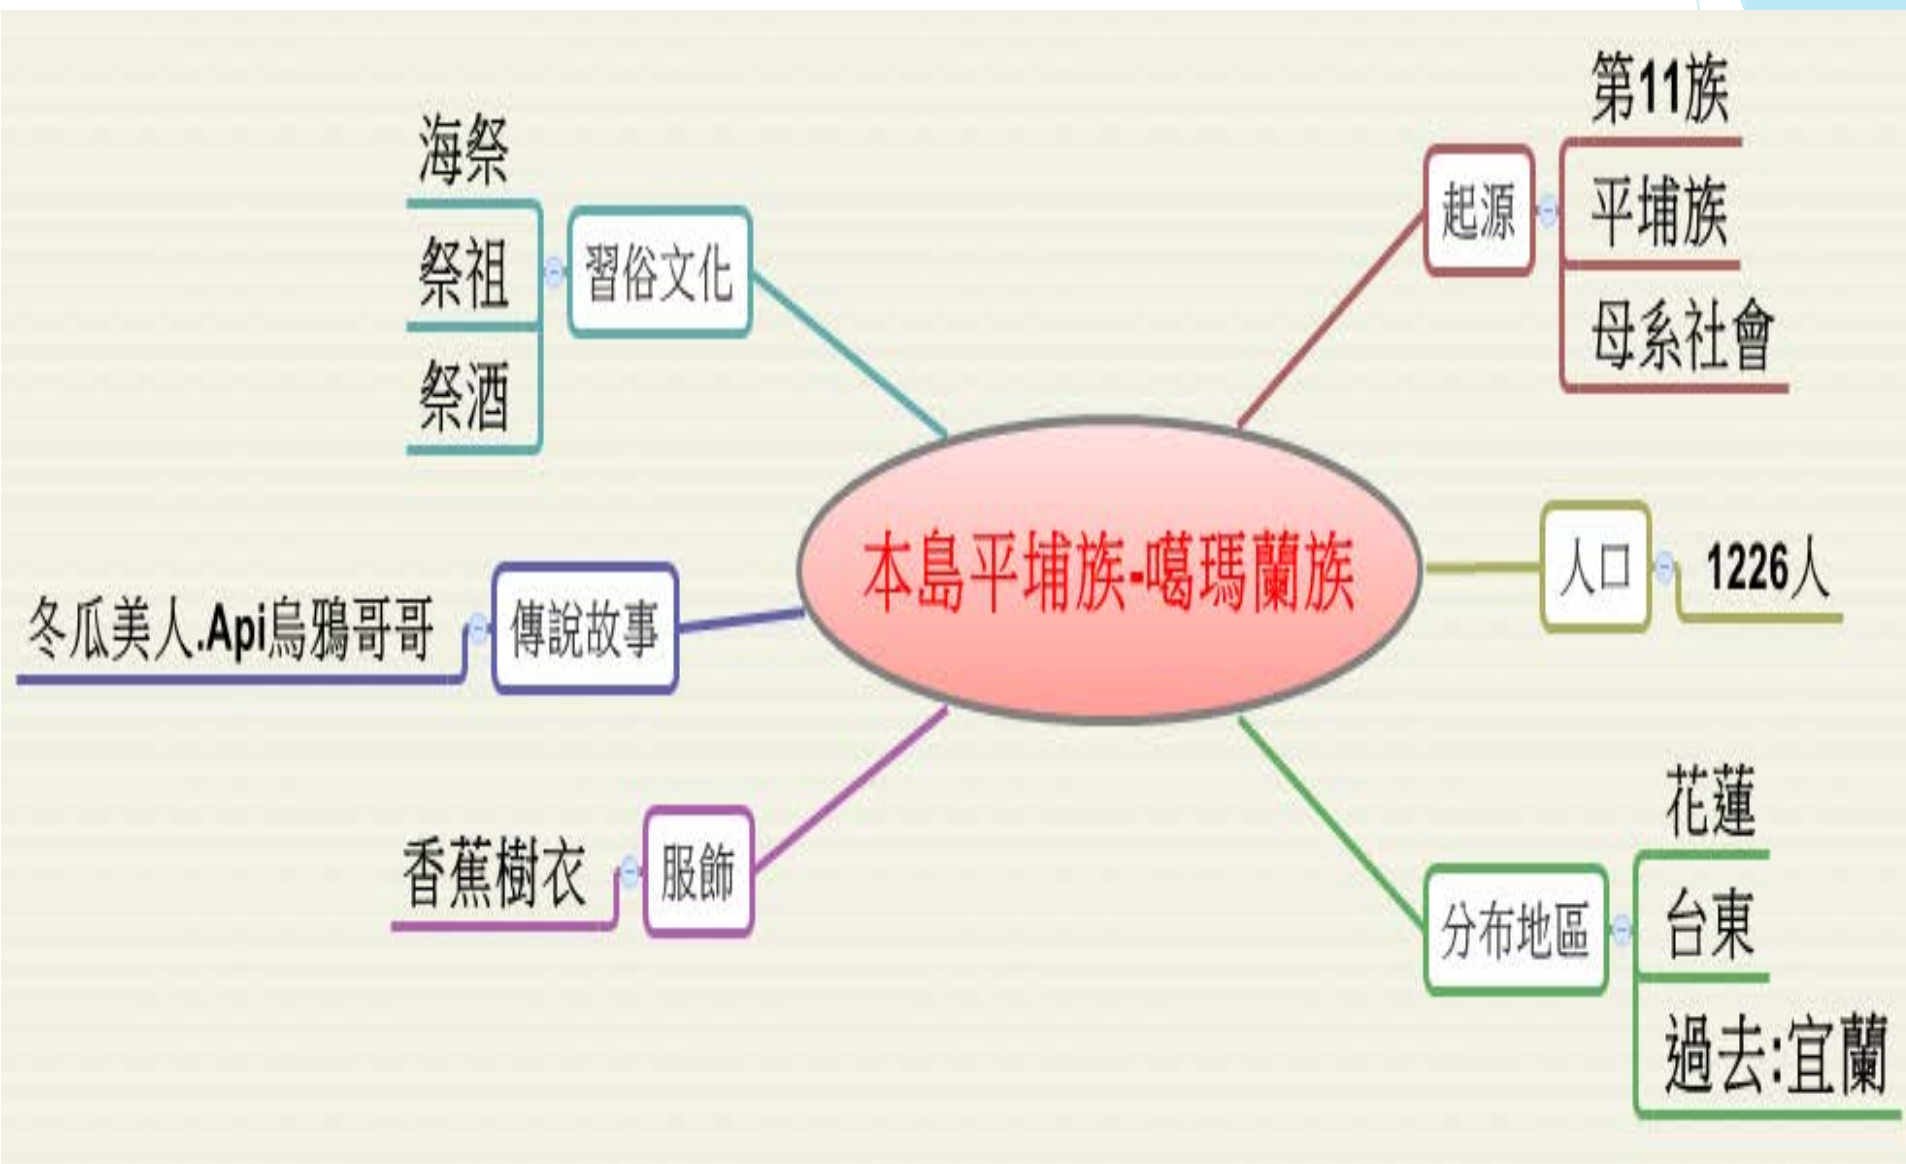 本島平埔族-噶瑪蘭族
起源
第11族
平埔族
母系社會
人口
1226人
分布地區
花蓮
台東
過去:宜蘭
習俗文化
海祭
祭祖
祭酒
傳說故事
冬瓜美人.Api烏鴉哥哥
服飾
香蕉樹衣